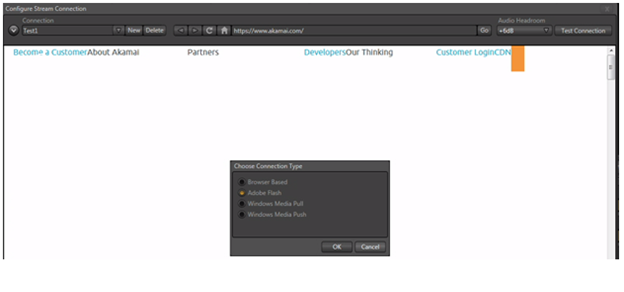 Configure Stream Connection
Connection
Audio Headroom
Test1 New Delete https://www.akamai.com/ Go +6dB Test Connection
Become a CustomerAbout Akamai Partners DevelopersOur Thinking Customer LoginCDN
Choose Connection Type
Browser Based
Adobe Flash
Windows Media Pull
Windows Media Push
OK Cancel